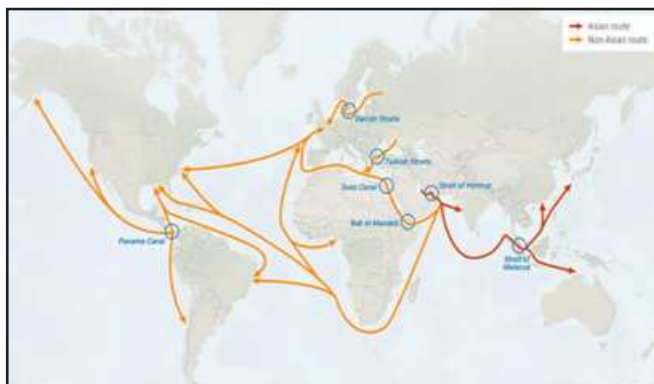 Asian route
Non-Asian route
Danish Straits
Turkish Straits
Suez Canal
Strait of Hormuz
Bab el-Mandeb
Panama Canal
Strait of
Malacca